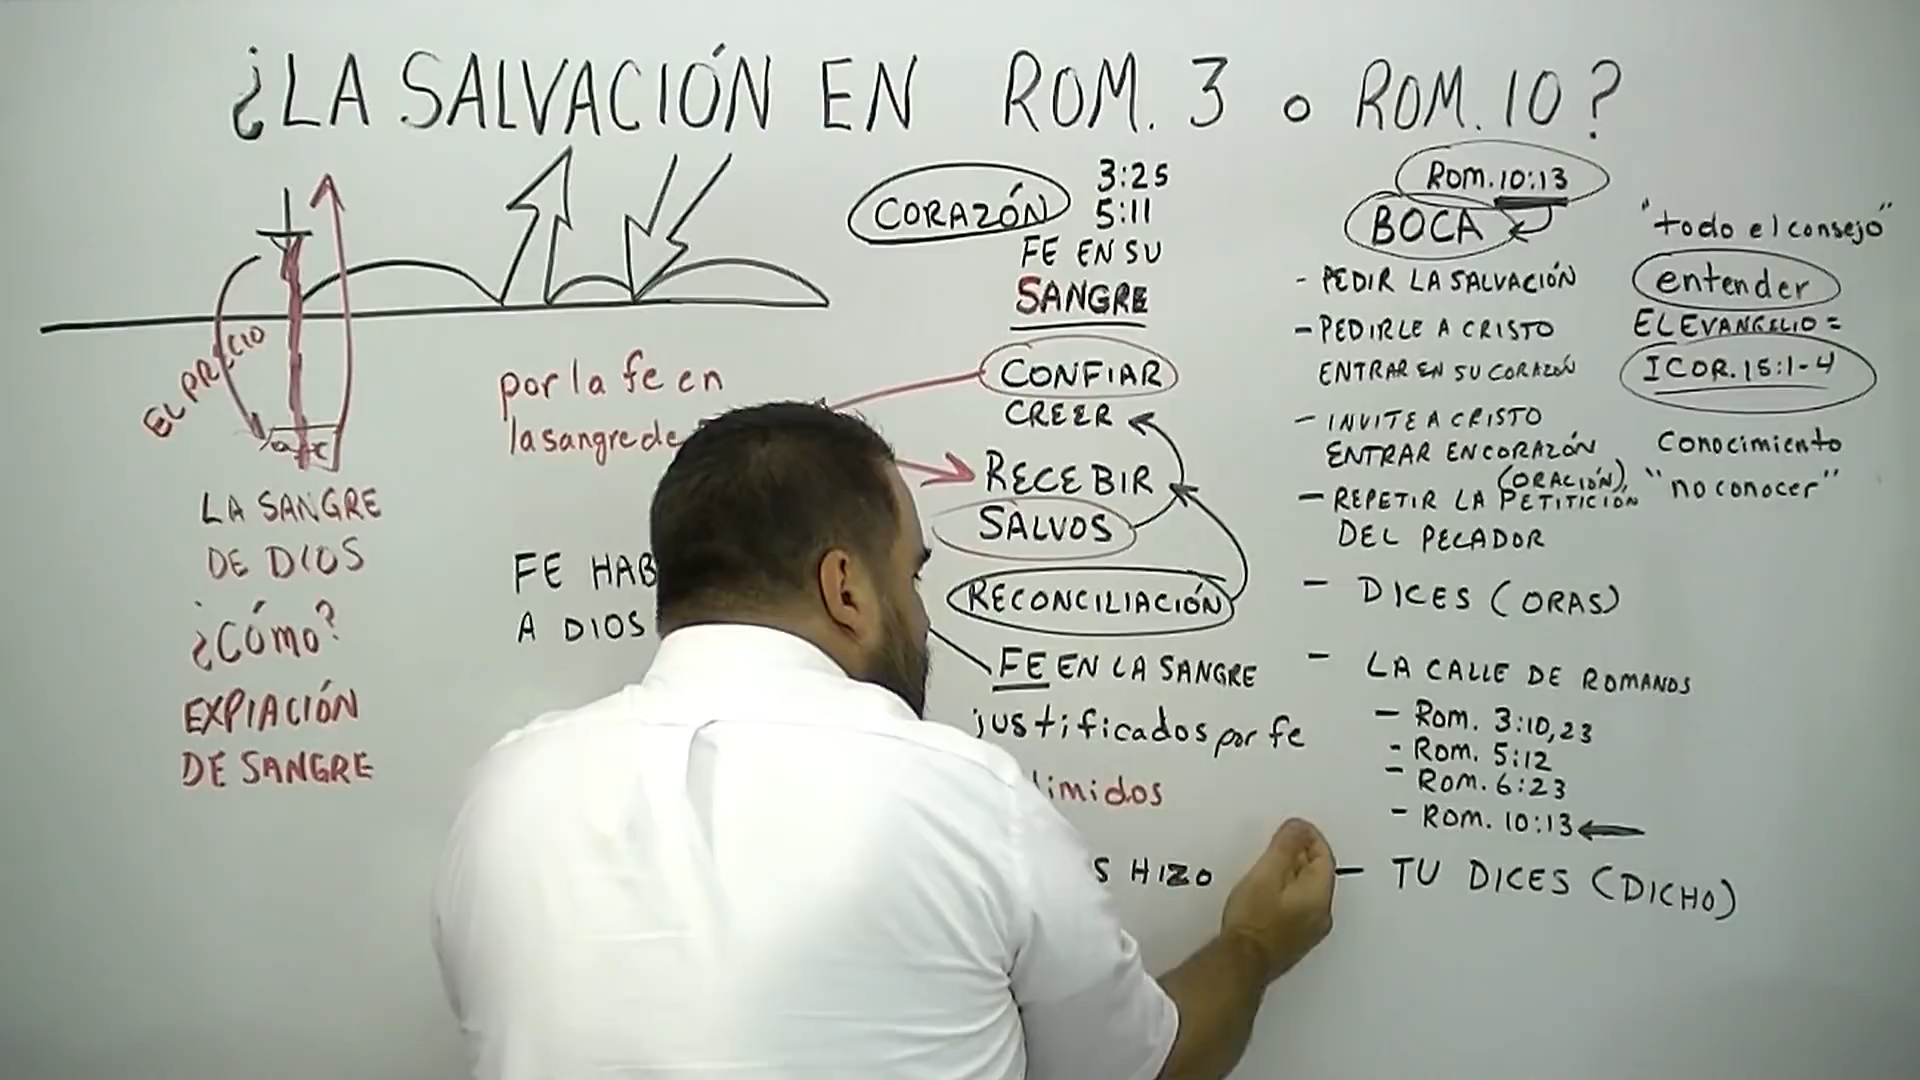 ¿LA SALVACIÓN EN ROM. 3 o ROM. 10?
EL PRECIO
LA SANGRE
DE DIOS
¿CÓMO?
EXPIACIÓN
DE SANGRE
por la fe en
la sangre de
FE HAB
A DIOS
CORAZÓN
3:25
5:11
FE EN SU
SANGRE
CONFIAR
CREER
RECEBIR
SALVOS
RECONCILIACIÓN
FE EN LA SANGRE
justificados por fe
imidos
S HIZO
Rom. 10:13
BOCA
- PEDIR LA SALVACIÓN
- PEDIRLE A CRISTO
ENTRAR EN SU CORAZÓN
- INVITE A CRISTO
ENTRAR EN CORAZÓN
(ORACIÓN),
- REPETIR LA PETITICIÓN
DEL PECADOR
- DICES (ORAS)
- LA CALLE DE ROMANOS
- Rom. 3:10,23
- Rom. 5:12
- Rom. 6:23
- Rom. 10:13
- TU DICES (DICHO)
"todo el consejo"
entender
EL EVANGELIO =
I COR. 15:1-4
Conocimiento
"no conocer"